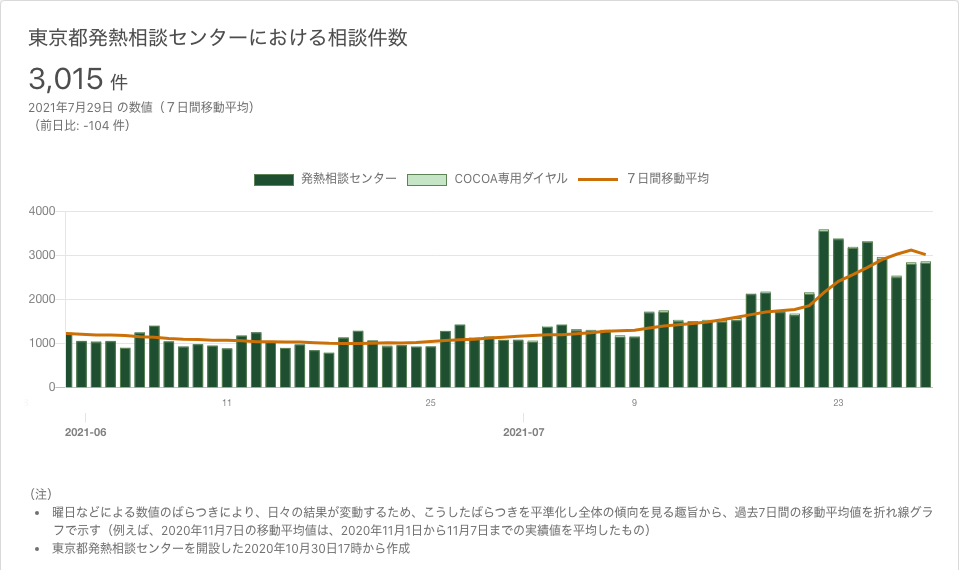 東京都発熱相談センターにおける相談件数
3,015 件
2021年7月29日 の数値（７日間移動平均）
（前日比: -104 件）
発熱相談センター COCOA専用ダイヤル ７日間移動平均
4000
3000
2000
1000
0
11 25 9 23
2021-06 2021-07
（注）
• 曜日などによる数値のばらつきにより、日々の結果が変動するため、こうしたばらつきを平準化し全体の傾向を見る趣旨から、過去7日間の移動平均値を折れ線グラ
フで示す（例えば、2020年11月7日の移動平均値は、2020年11月1日から11月7日までの実績値を平均したもの）
• 東京都発熱相談センターを開設した2020年10月30日17時から作成